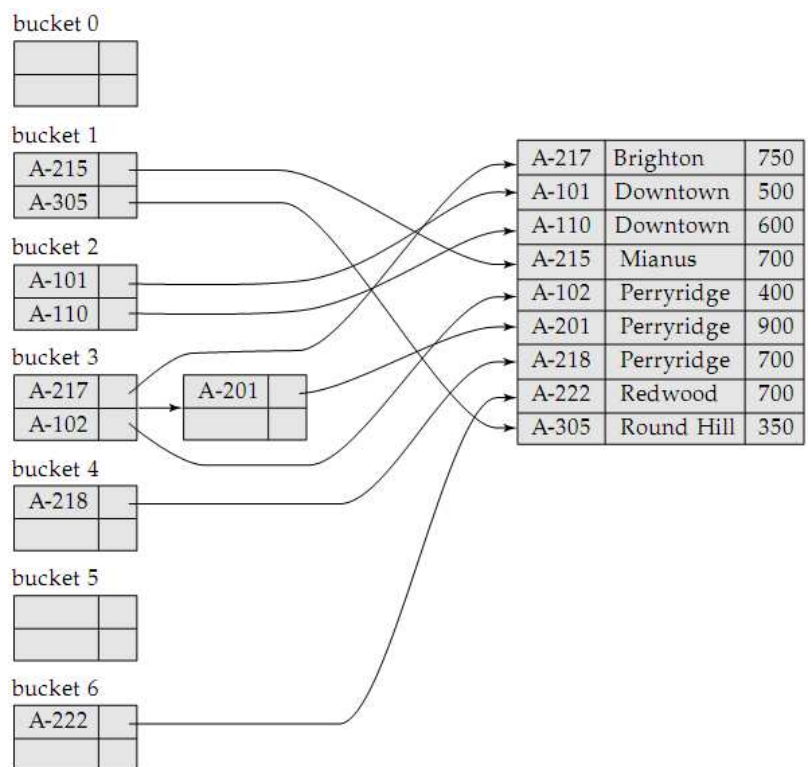 bucket 0
bucket 1
A-215
A-305
bucket 2
A-101
A-110
bucket 3
A-217
A-102
A-201
bucket 4
A-218
bucket 5
bucket 6
A-222
A-217 Brighton 750
A-101 Downtown 500
A-110 Downtown 600
A-215 Mianus 700
A-102 Perryridge 400
A-201 Perryridge 900
A-218 Perryridge 700
A-222 Redwood 700
A-305 Round Hill 350